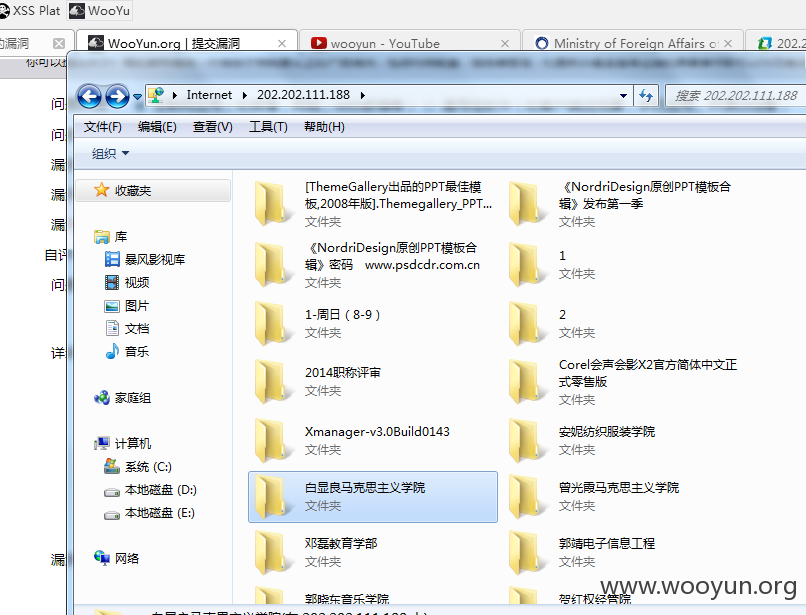 XSS Plat
WooYu
的漏洞
WooYun.org | 提交漏洞
wooyun - YouTube
Ministry of Foreign Affairs o
202.2
你可以
Internet
202.202.111.188
搜索 202.202.111.188
文件(F) 编辑(E) 查看(V) 工具(T) 帮助(H)
组织
问
问
漏
漏
漏
自评
问
详
漏
收藏夹
库
暴风影视库
视频
图片
文档
音乐
家庭组
计算机
系统 (C:)
本地磁盘 (D:)
本地磁盘 (E:)
网络
[ThemeGallery出品的PPT最佳模
板,2008年版].Themegallery_PPT...
文件夹
《NordriDesign原创PPT模板合
辑》发布第一季
文件夹
《NordriDesign原创PPT模板合
辑》密码 www.psdcdr.com.cn
文件夹
1
文件夹
1-周日（8-9）
文件夹
2
文件夹
2014职称评审
文件夹
Corel会声会影X2官方简体中文正
式零售版
文件夹
Xmanager-v3.0Build0143
文件夹
安妮纺织服装学院
文件夹
白显良马克思主义学院
文件夹
曾光霞马克思主义学院
文件夹
邓磊教育学部
文件夹
郭靖电子信息工程
文件夹
郭晓东音乐学院
贺红权经管院
www.wooyun.org